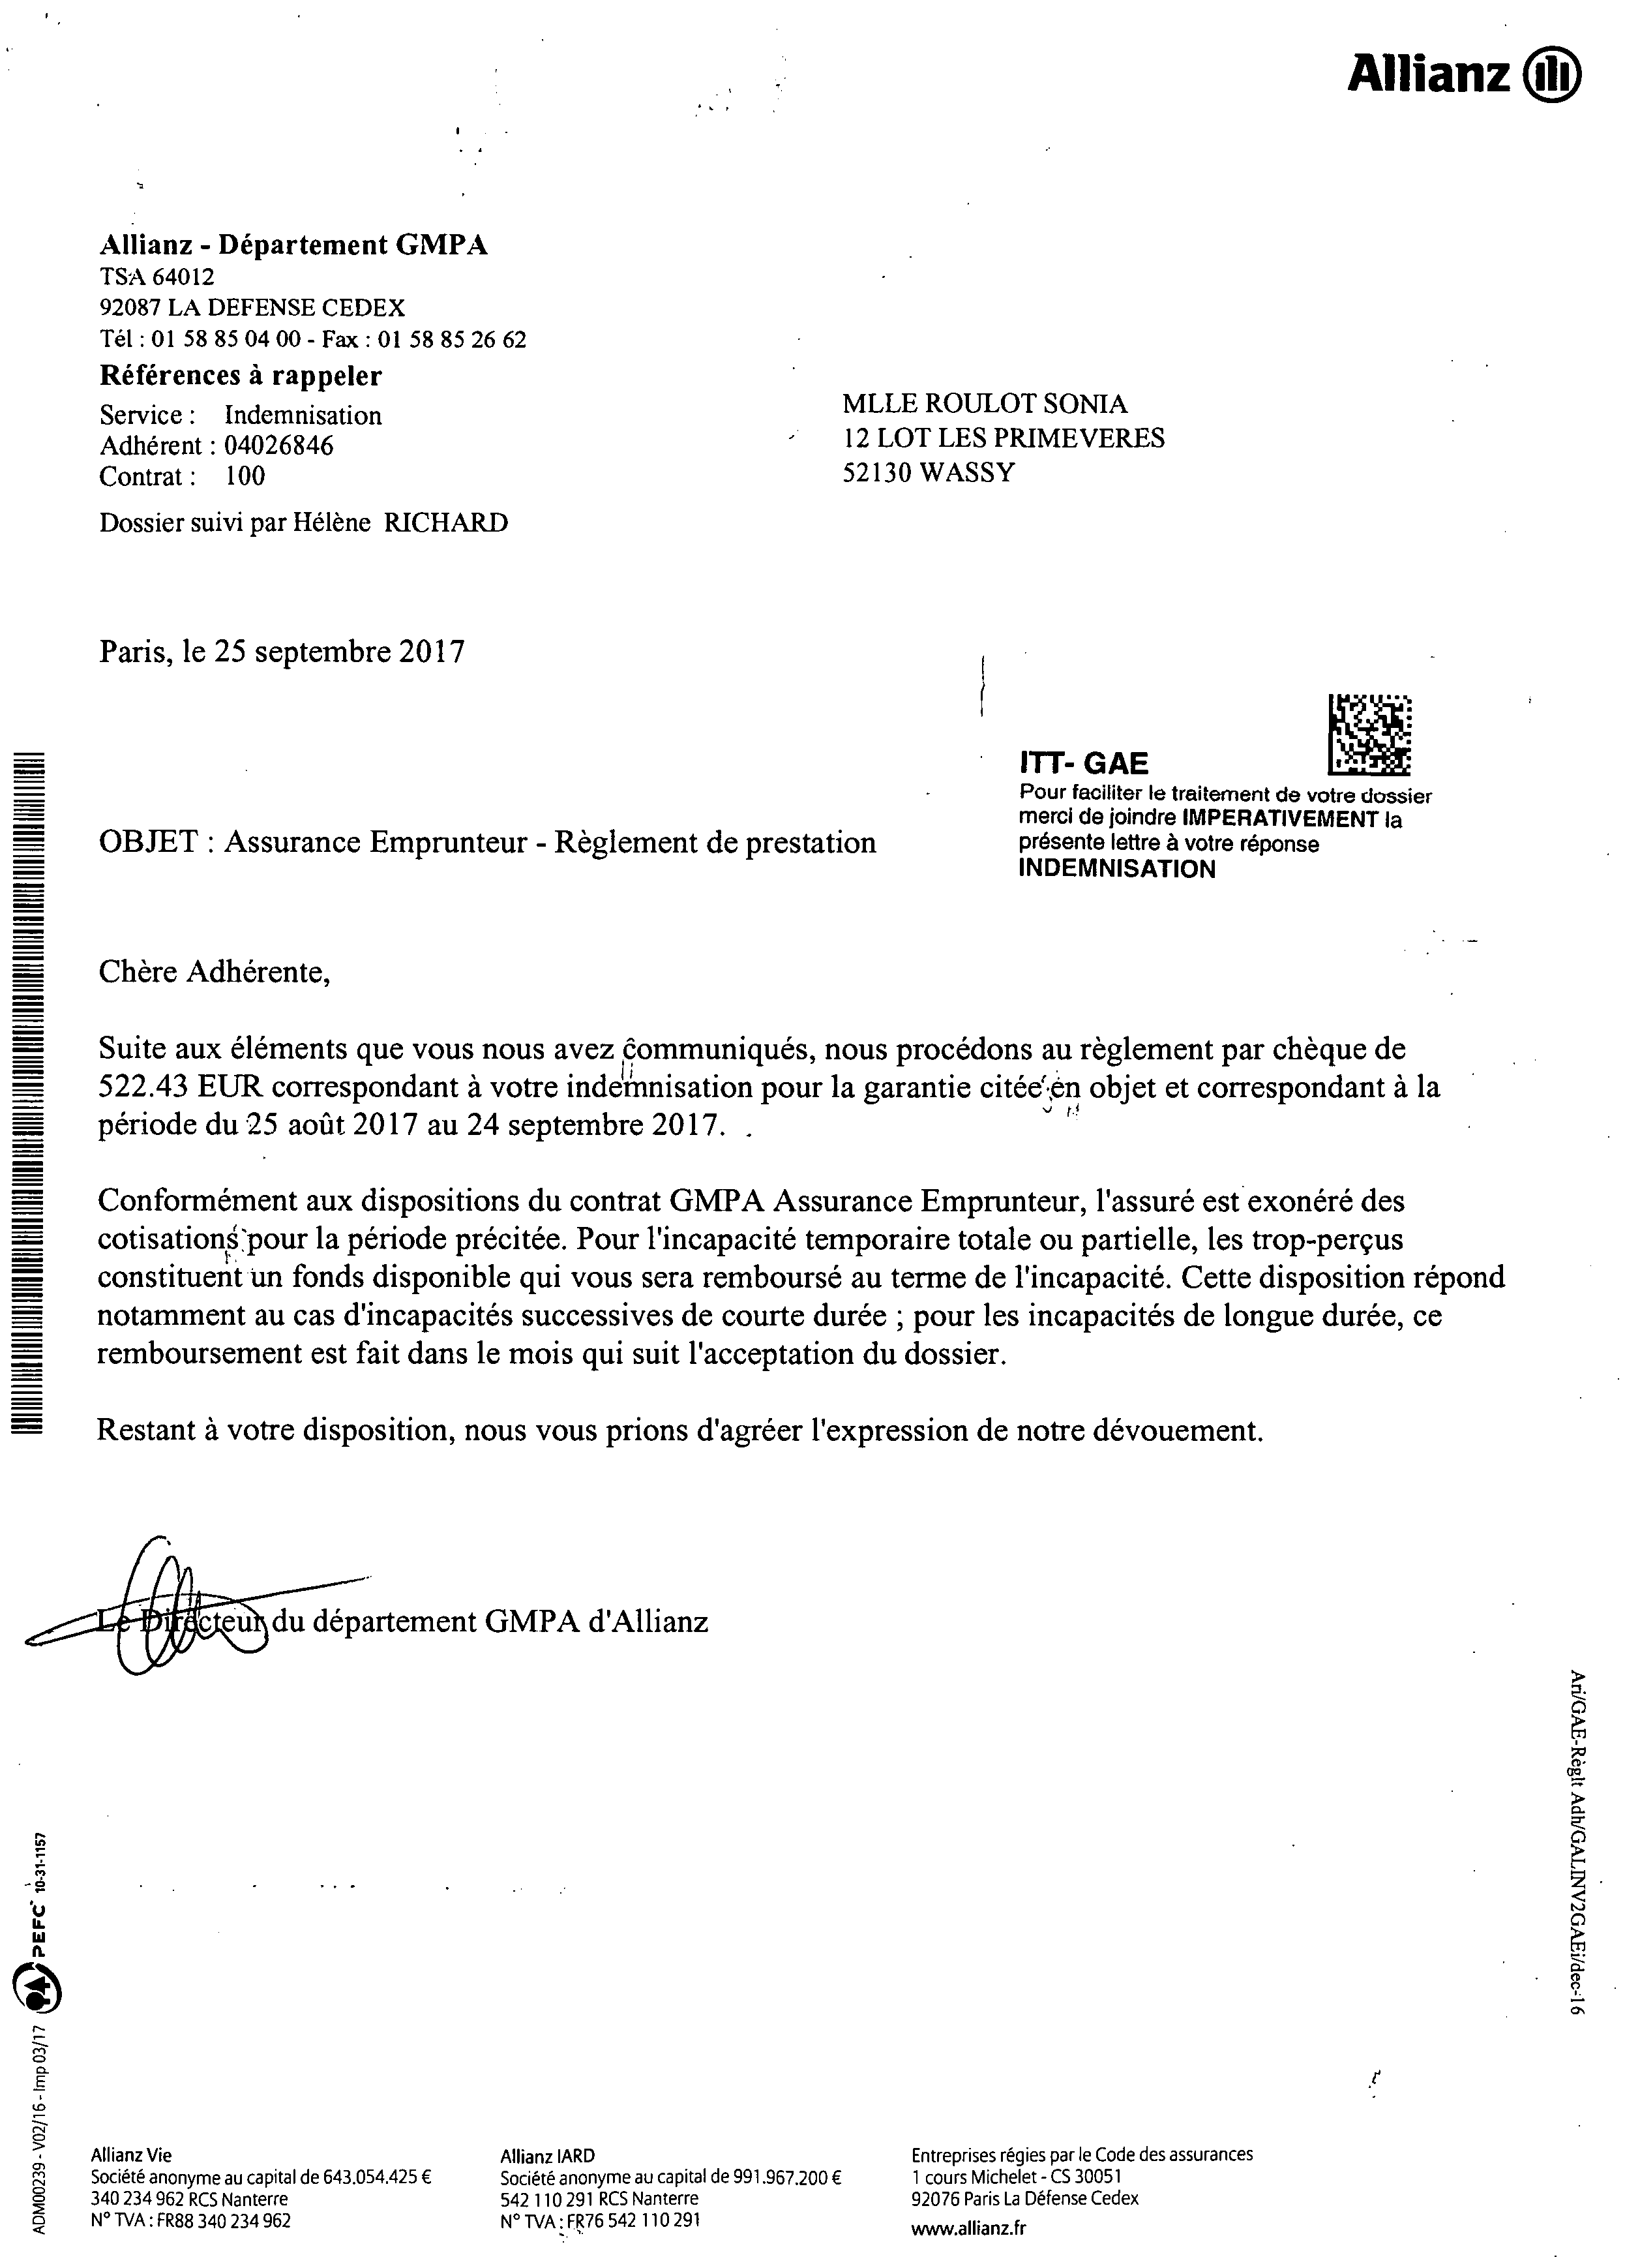 Allianz
Allianz - Département GMPA
TSA 64012
92087 LA DEFENSE CEDEX
Tél : 01 58 85 04 00 - Fax : 01 58 85 26 62
Références à rappeler
Service : Indemnisation
Adhérent : 04026846
Contrat : 100
Dossier suivi par Hélène RICHARD
MLLE ROULOT SONIA
12 LOT LES PRIMEVERES
52130 WASSY
Paris, le 25 septembre 2017
ITT- GAE
Pour faciliter le traitement de votre dossier
merci de joindre IMPERATIVEMENT la
présente lettre à votre réponse
INDEMNISATION
OBJET : Assurance Emprunteur - Règlement de prestation
Chère Adhérente,
Suite aux éléments que vous nous avez communiqués, nous procédons au règlement par chèque de
522.43 EUR correspondant à votre indemnisation pour la garantie citée en objet et correspondant à la
période du 25 août 2017 au 24 septembre 2017.
Conformément aux dispositions du contrat GMPA Assurance Emprunteur, l'assuré est exonéré des
cotisations pour la période précitée. Pour l'incapacité temporaire totale ou partielle, les trop-perçus
constituent un fonds disponible qui vous sera remboursé au terme de l'incapacité. Cette disposition répond
notamment au cas d'incapacités successives de courte durée ; pour les incapacités de longue durée, ce
remboursement est fait dans le mois qui suit l'acceptation du dossier.
Restant à votre disposition, nous vous prions d'agréer l'expression de notre dévouement.
Le Directeur du département GMPA d'Allianz
Ari/GAE-Règlt Adh/GALINV2GAEi/dec-16
ADM00239 - V02/16 - Imp 03/17 PEFC 10-31-1157
Allianz Vie
Société anonyme au capital de 643.054.425 €
340 234 962 RCS Nanterre
N° TVA : FR88 340 234 962
Allianz IARD
Société anonyme au capital de 991.967.200 €
542 110 291 RCS Nanterre
N° TVA : FR76 542 110 291
Entreprises régies par le Code des assurances
1 cours Michelet - CS 30051
92076 Paris La Défense Cedex
www.allianz.fr